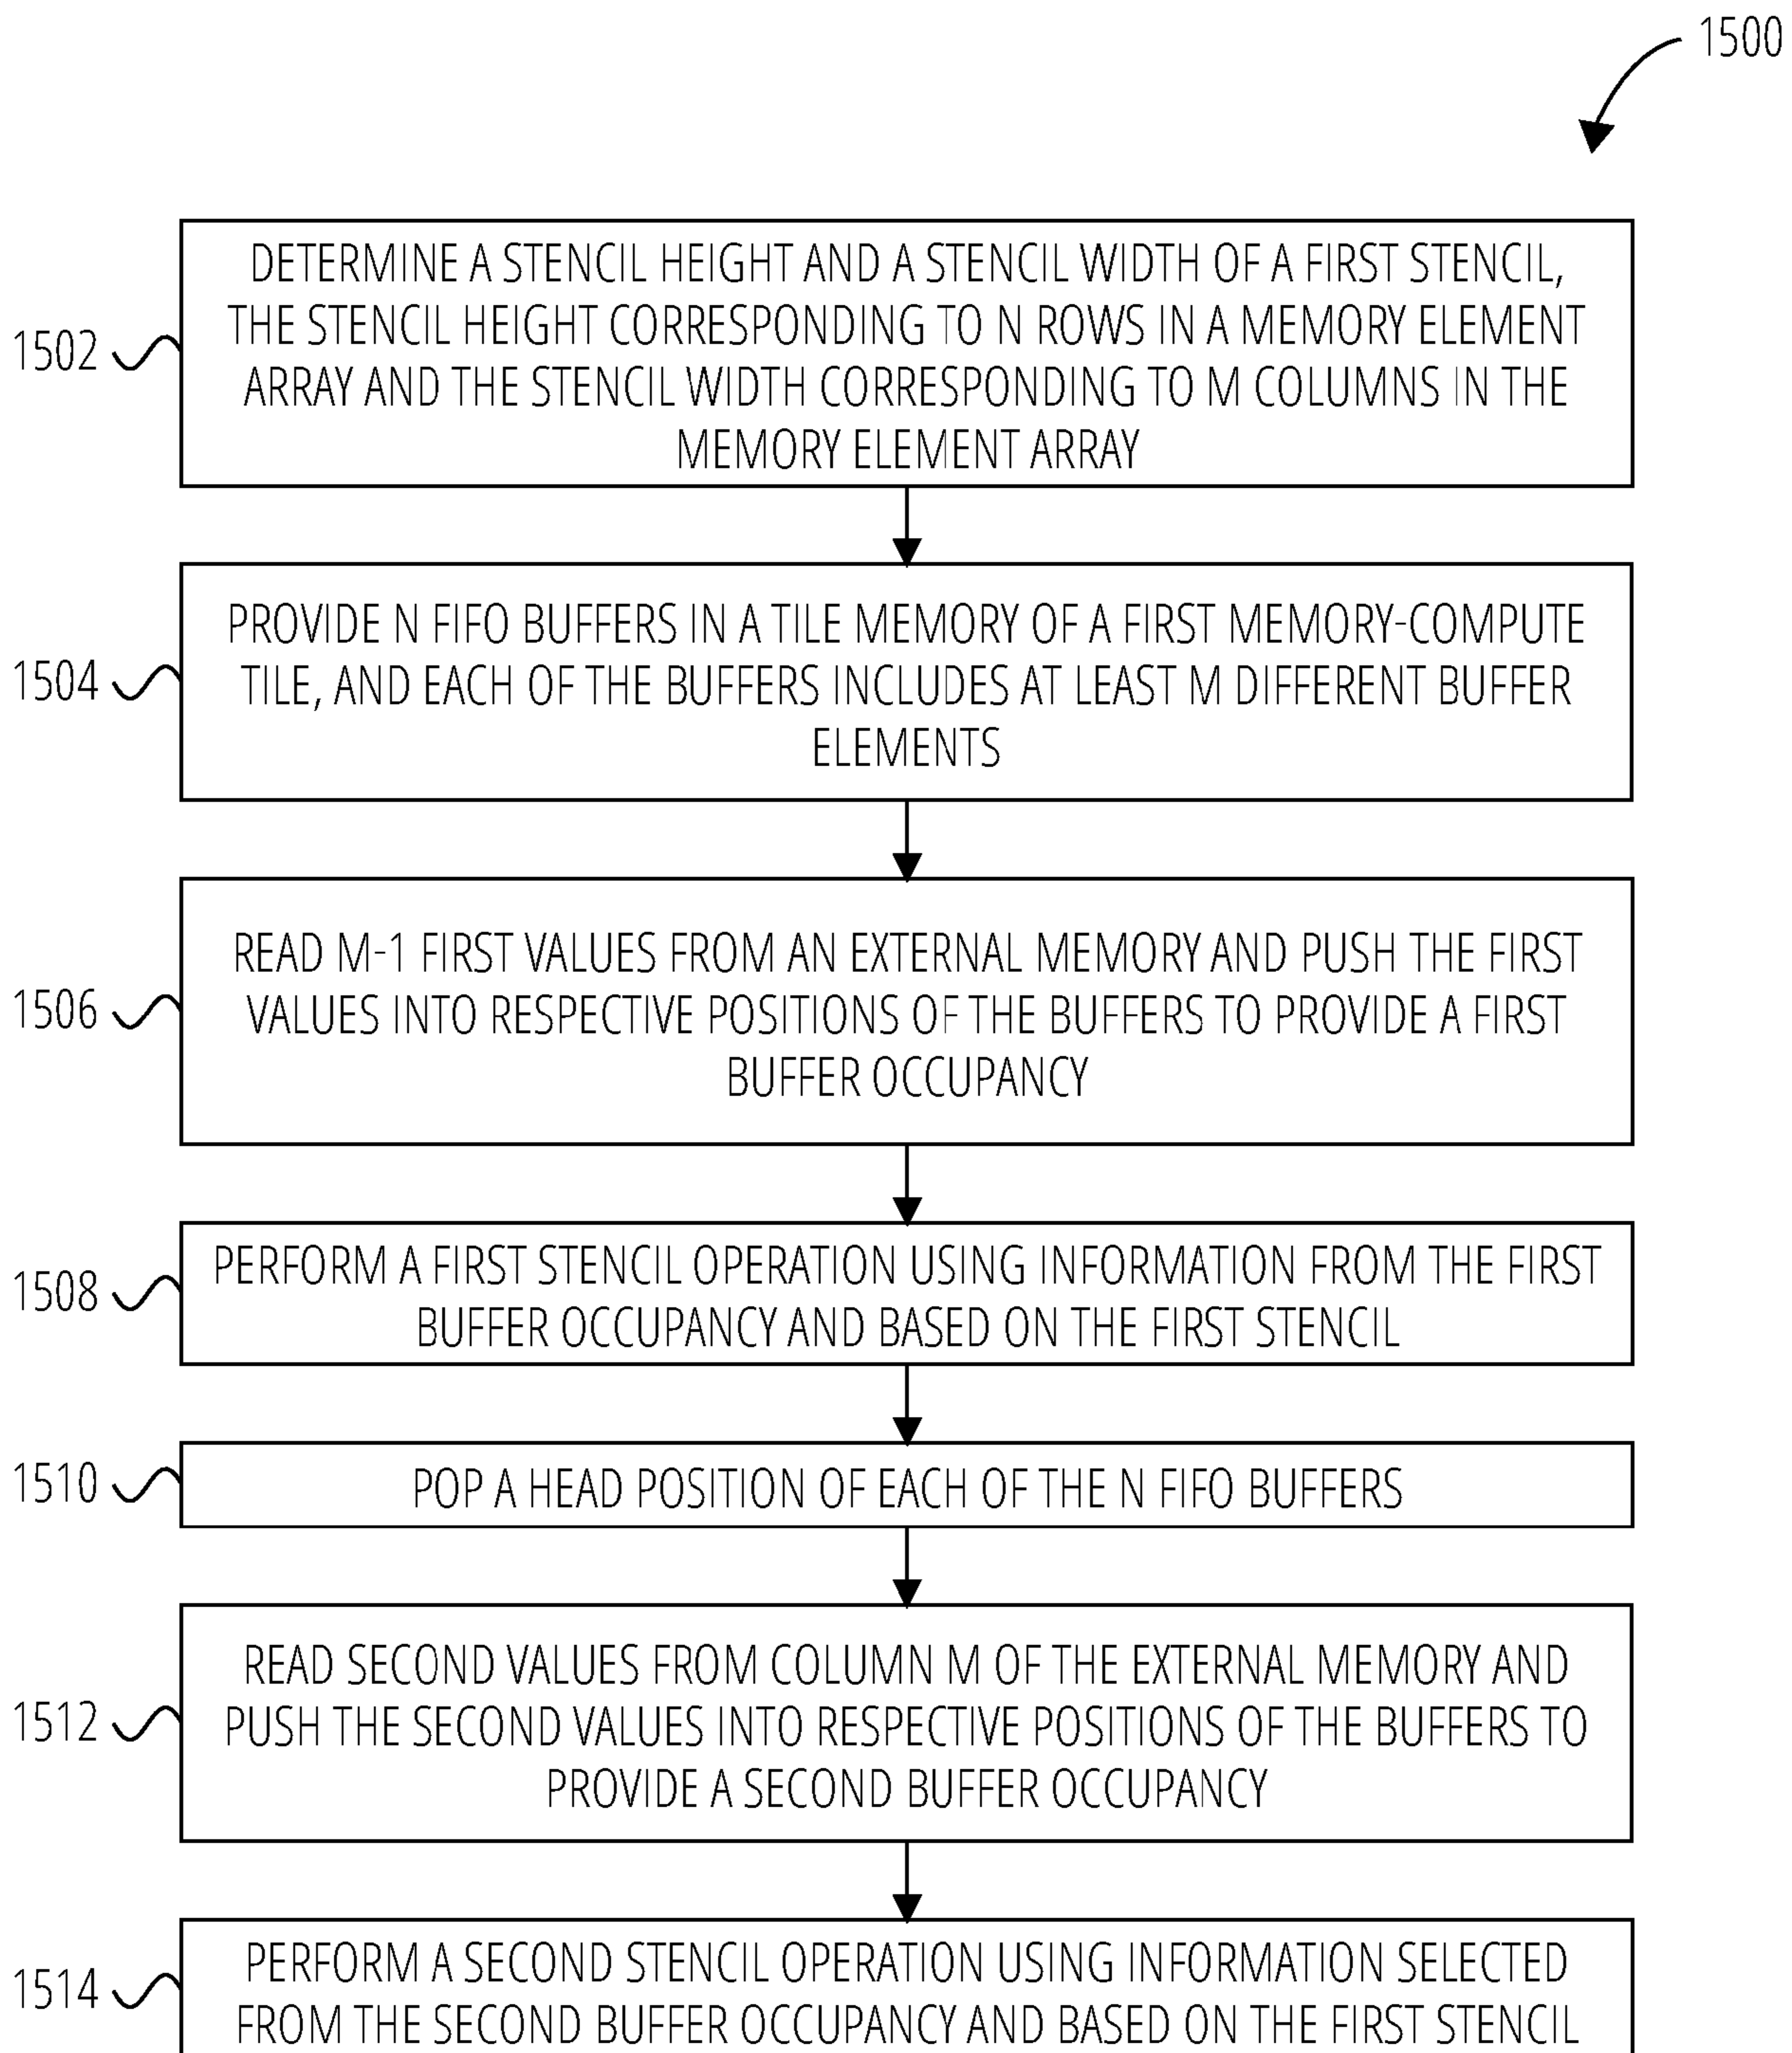 1500
DETERMINE A STENCIL HEIGHT AND A STENCIL WIDTH OF A FIRST STENCIL,
THE STENCIL HEIGHT CORRESPONDING TO N ROWS IN A MEMORY ELEMENT
ARRAY AND THE STENCIL WIDTH CORRESPONDING TO M COLUMNS IN THE
MEMORY ELEMENT ARRAY
1502
PROVIDE N FIFO BUFFERS IN A TILE MEMORY OF A FIRST MEMORY-COMPUTE
TILE, AND EACH OF THE BUFFERS INCLUDES AT LEAST M DIFFERENT BUFFER
ELEMENTS
1504
READ M-1 FIRST VALUES FROM AN EXTERNAL MEMORY AND PUSH THE FIRST
VALUES INTO RESPECTIVE POSITIONS OF THE BUFFERS TO PROVIDE A FIRST
BUFFER OCCUPANCY
1506
PERFORM A FIRST STENCIL OPERATION USING INFORMATION FROM THE FIRST
BUFFER OCCUPANCY AND BASED ON THE FIRST STENCIL
1508
POP A HEAD POSITION OF EACH OF THE N FIFO BUFFERS
1510
READ SECOND VALUES FROM COLUMN M OF THE EXTERNAL MEMORY AND
PUSH THE SECOND VALUES INTO RESPECTIVE POSITIONS OF THE BUFFERS TO
PROVIDE A SECOND BUFFER OCCUPANCY
1512
PERFORM A SECOND STENCIL OPERATION USING INFORMATION SELECTED
FROM THE SECOND BUFFER OCCUPANCY AND BASED ON THE FIRST STENCIL
1514